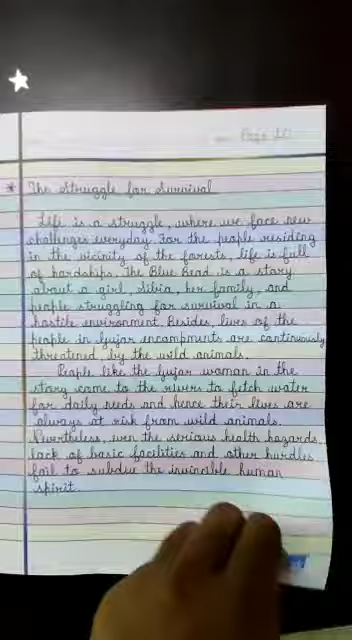 * The Struggle for Survival
Life is a struggle, where we face new
challenges everyday. For the people residing
in the vicinity of the forests, life is full
of hardships. The Blue Bead is a story
about a girl, Sibia, her family, and
people struggling for survival in a
hostile environment. Besides, lives of the
people in Gujar encampments are continuously
threatened by the wild animals.
People like the Gujar woman in the
story come to the rivers to fetch water
for daily needs and hence their lives are
always at risk from wild animals.
Nevertheless, even the serious health hazards,
lack of basic facilities and other hurdles
fail to subdue the invincible human
spirit.